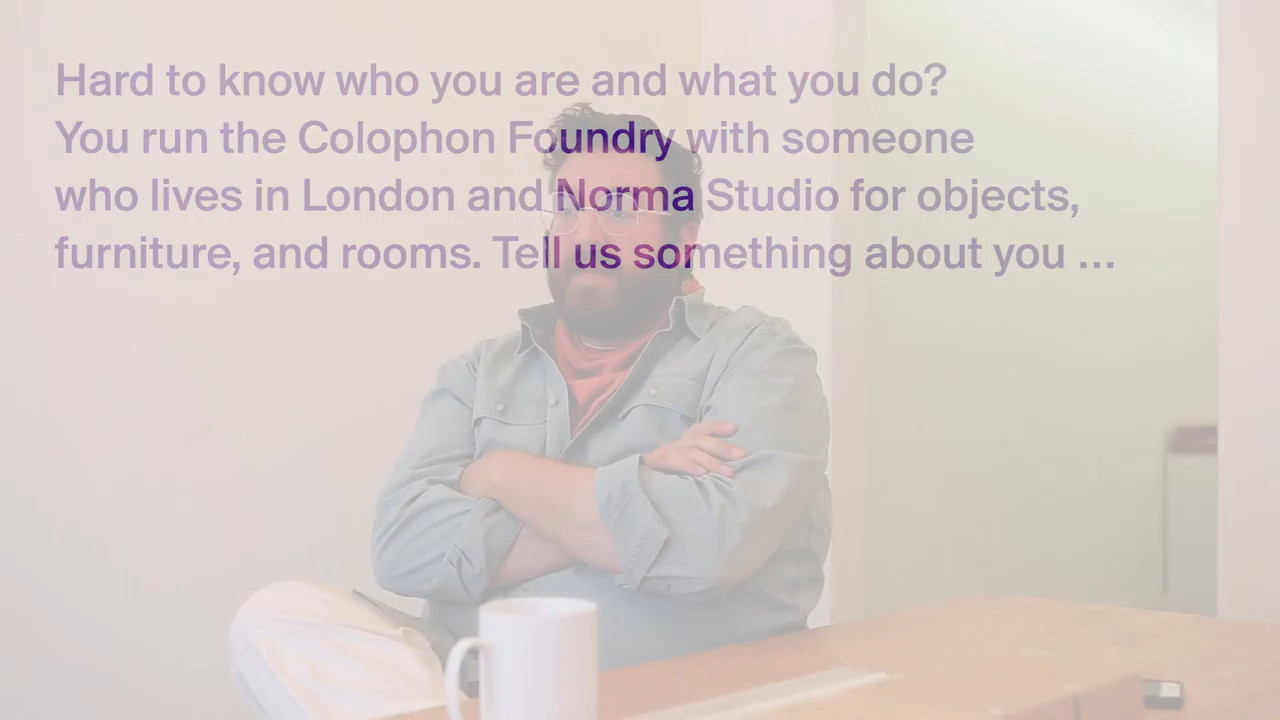 Hard to know who you are and what you do?
You run the Colophon Foundry with someone
who lives in London and Norma Studio for objects,
furniture, and rooms. Tell us something about you ...